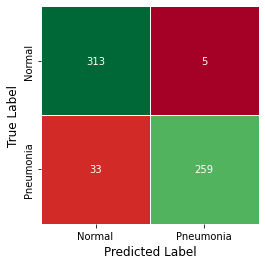 True Label
Normal
313
5
Pneumonia
33
259
Normal
Pneumonia
Predicted Label